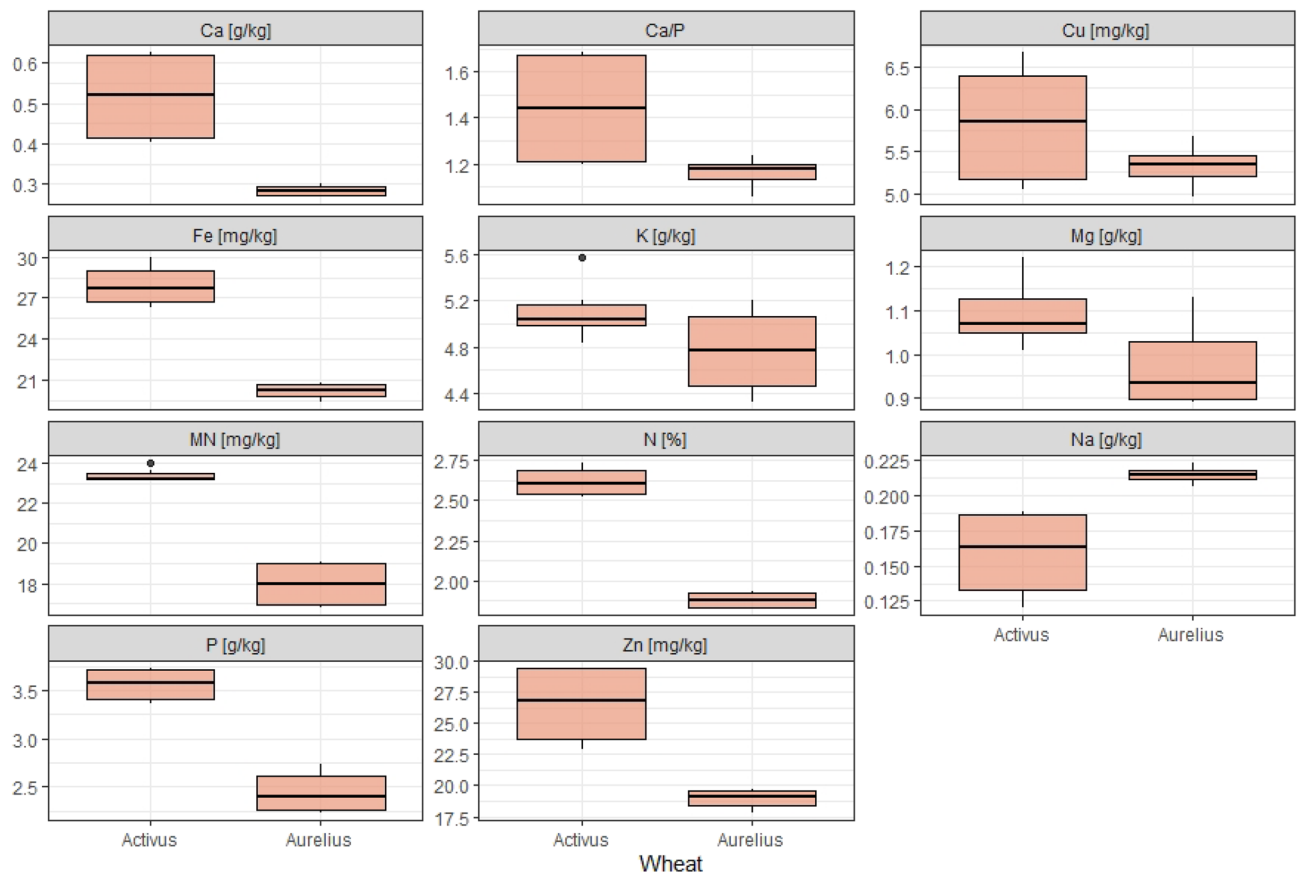 Ca [g/kg]
Ca/P
Cu [mg/kg]
0.6
0.5
0.4
0.3
1.6
1.4
1.2
6.5
6.0
5.5
5.0
Fe [mg/kg]
K [g/kg]
Mg [g/kg]
30
27
24
21
5.6
5.2
4.8
4.4
1.2
1.1
1.0
0.9
MN [mg/kg]
N [%]
Na [g/kg]
24
22
20
18
2.75
2.50
2.25
2.00
0.225
0.200
0.175
0.150
0.125
Activus
Aurelius
P [g/kg]
Zn [mg/kg]
3.5
3.0
2.5
30.0
27.5
25.0
22.5
20.0
17.5
Activus
Aurelius
Activus
Aurelius
Wheat